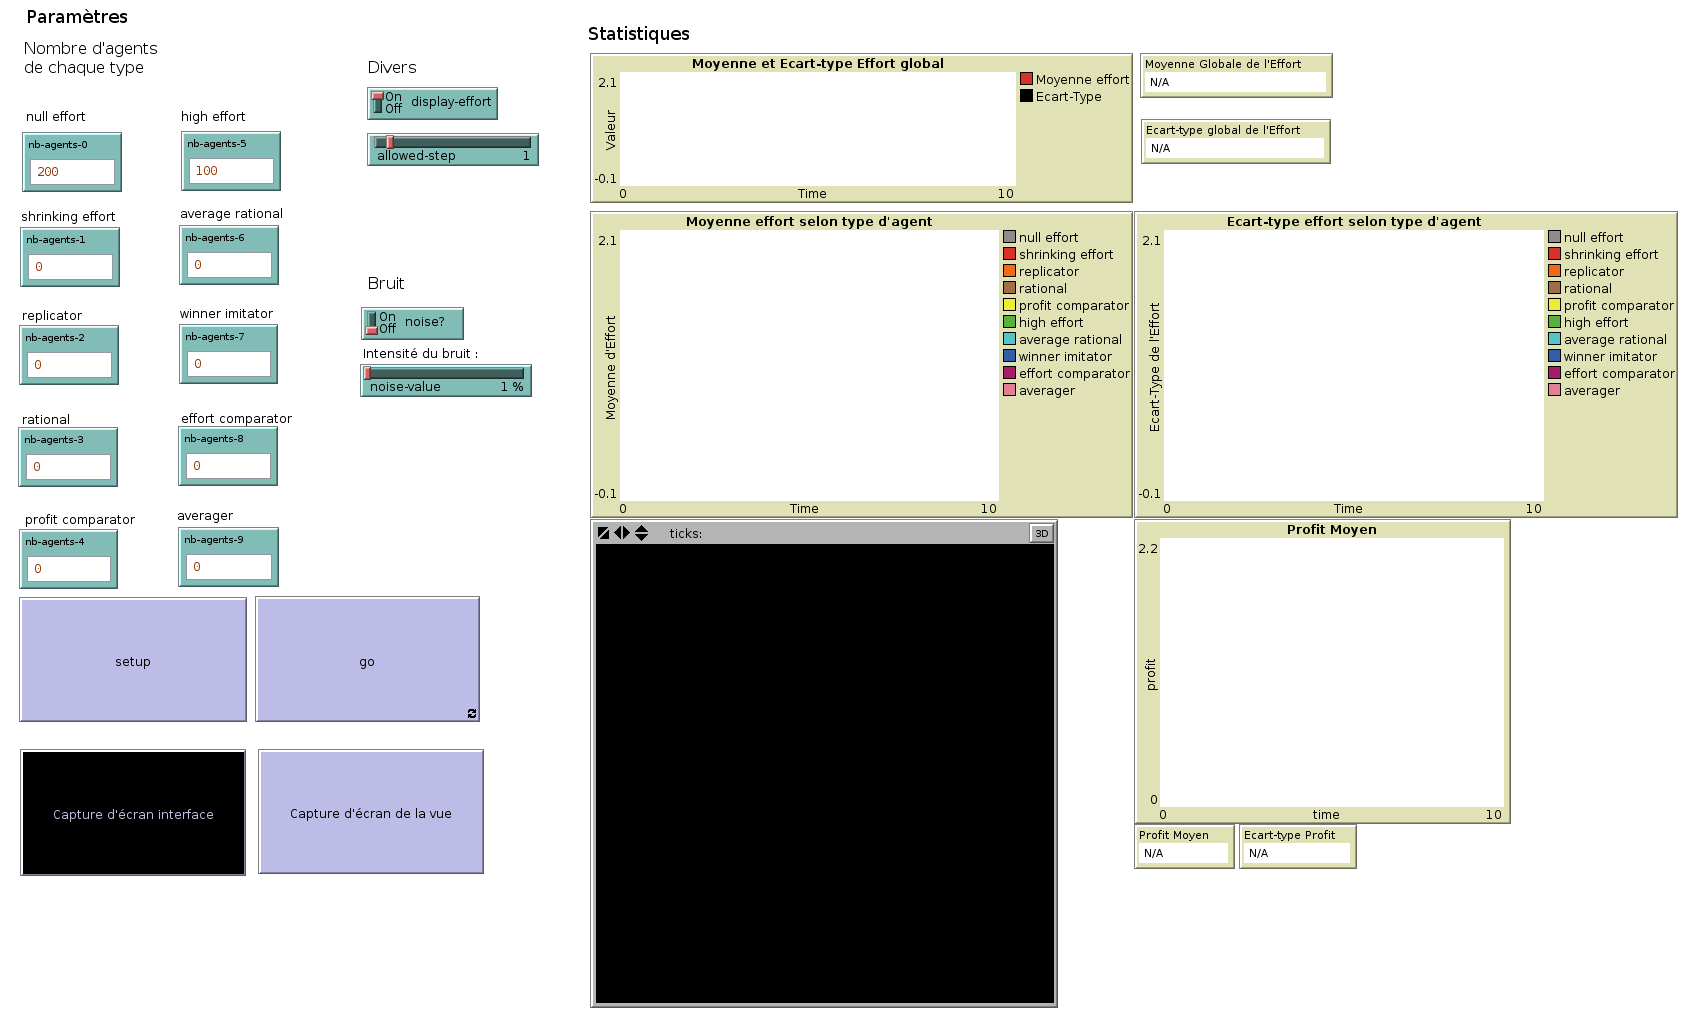 Paramètres
Nombre d'agents
de chaque type
null effort
nb-agents-0
200
high effort
nb-agents-5
100
shrinking effort
nb-agents-1
0
average rational
nb-agents-6
0
replicator
nb-agents-2
0
winner imitator
nb-agents-7
0
rational
nb-agents-3
0
effort comparator
nb-agents-8
0
profit comparator
nb-agents-4
0
averager
nb-agents-9
0
setup
go
Capture d'écran interface
Capture d'écran de la vue
Divers
On
Off
display-effort
allowed-step 1
Bruit
On
Off
noise?
Intensité du bruit :
noise-value 1 %
Statistiques
Moyenne et Ecart-type Effort global
2.1
Valeur
-0.1
0 Time 10
Moyenne effort
Ecart-Type
Moyenne Globale de l'Effort
N/A
Ecart-type global de l'Effort
N/A
Moyenne effort selon type d'agent
2.1
Moyenne d'Effort
-0.1
0 Time 10
null effort
shrinking effort
replicator
rational
profit comparator
high effort
average rational
winner imitator
effort comparator
averager
Ecart-type effort selon type d'agent
2.1
Ecart-Type de l'Effort
-0.1
0 Time 10
null effort
shrinking effort
replicator
rational
profit comparator
high effort
average rational
winner imitator
effort comparator
averager
ticks:
3D
Profit Moyen
2.2
profit
0
0 time 10
Profit Moyen
N/A
Ecart-type Profit
N/A